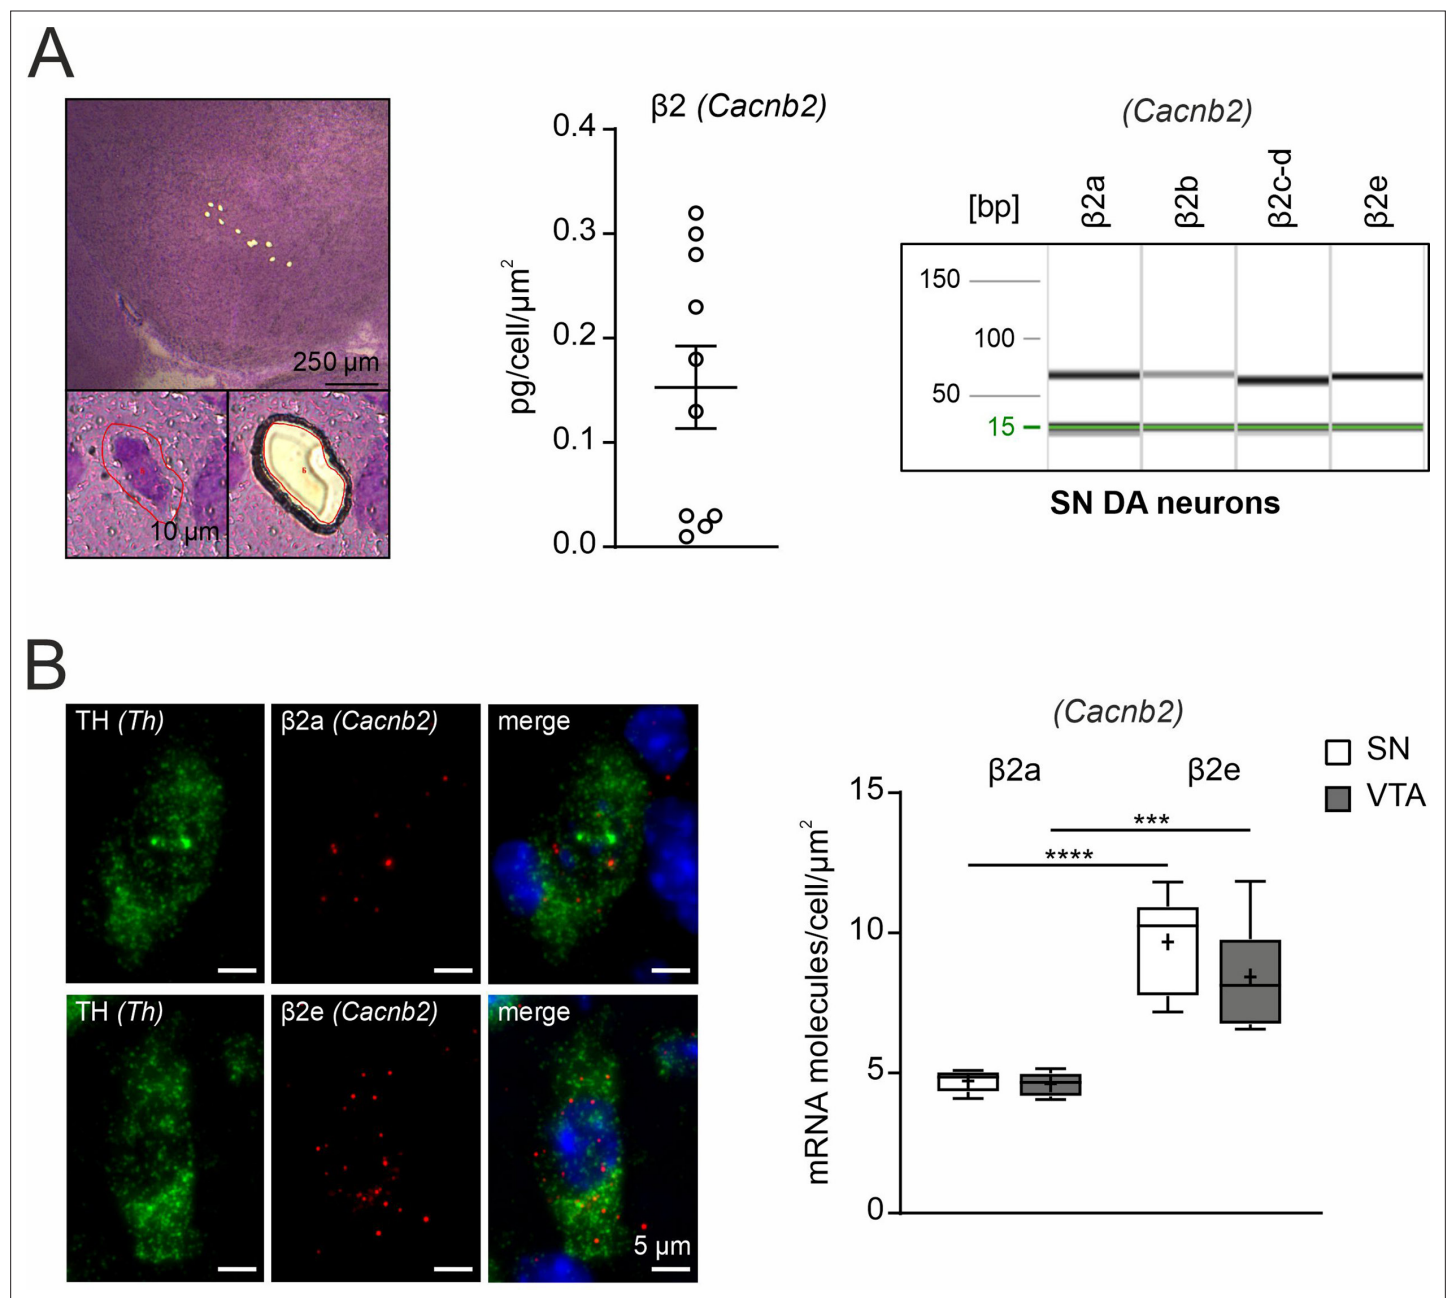 A
250 µm
10 µm
β2 (Cacnb2)
pg/cell/µm²
0.4
0.3
0.2
0.1
0.0
(Cacnb2)
[bp]
β2a
β2b
β2c-d
β2e
150
100
50
15
SN DA neurons
B
TH (Th)
β2a (Cacnb2)
merge
TH (Th)
β2e (Cacnb2)
merge
5 µm
(Cacnb2)
β2a
β2e
SN
VTA
mRNA molecules/cell/µm²
15
10
5
0
***
****